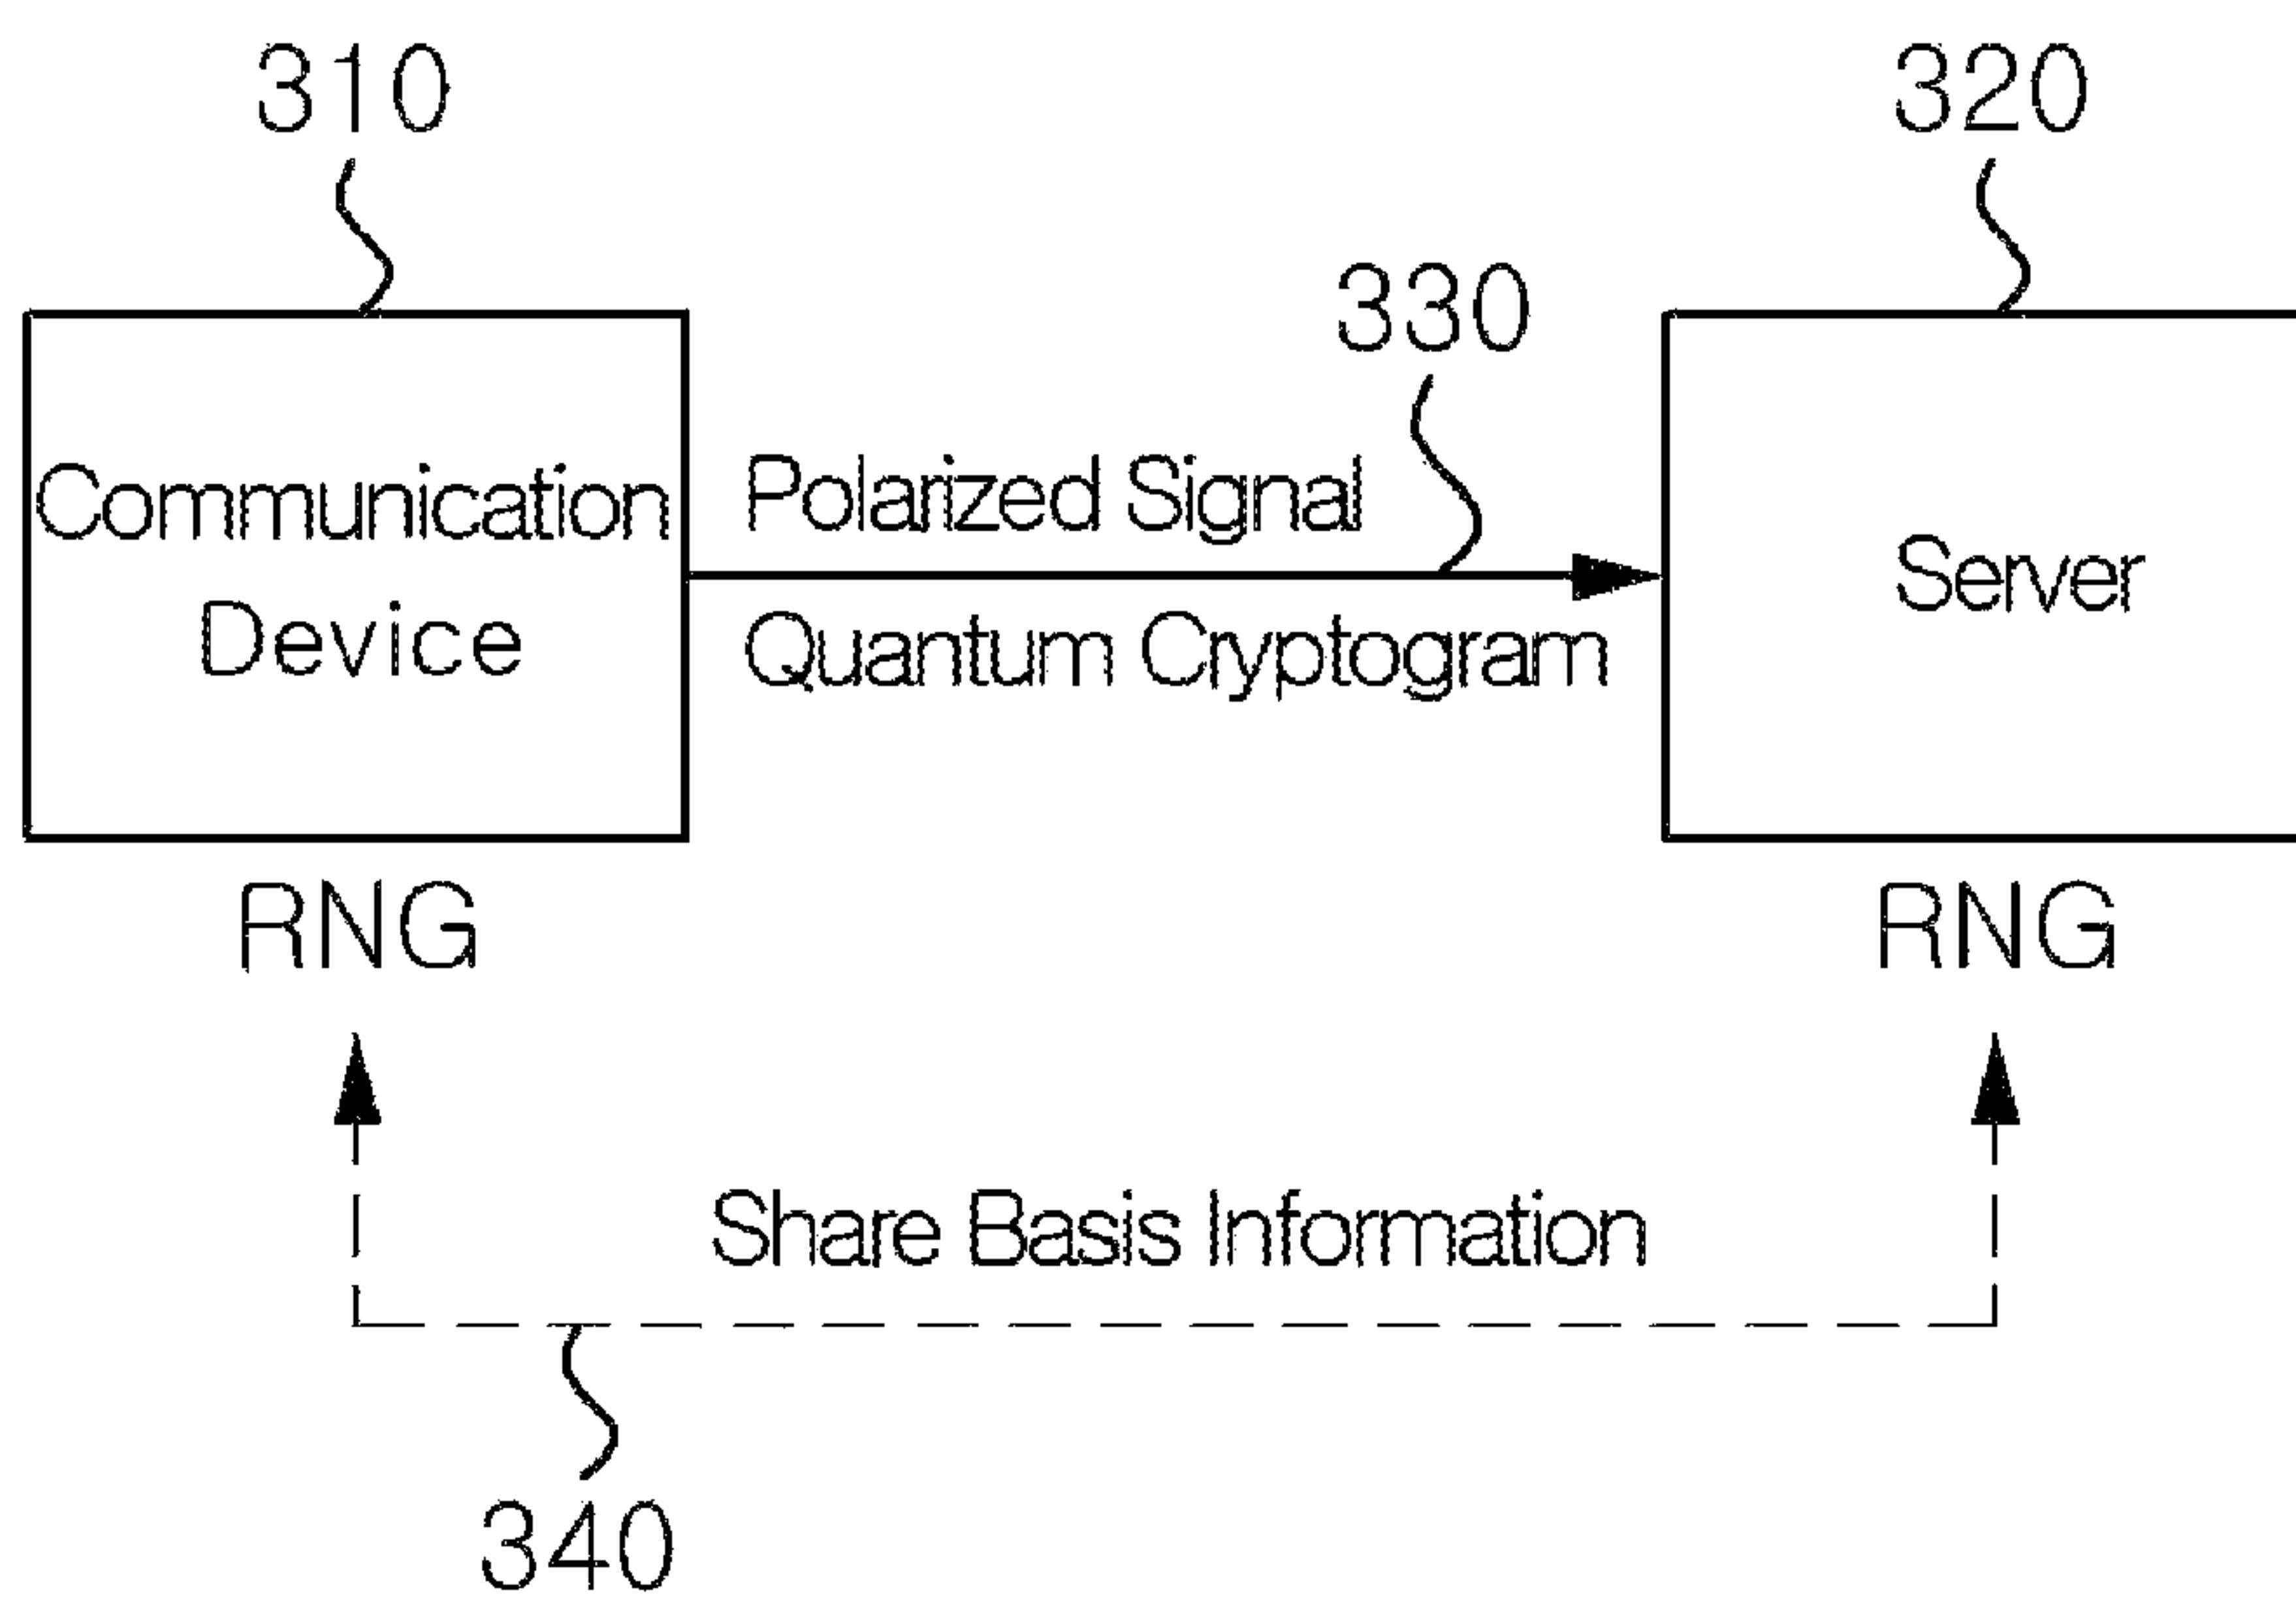 310
320
330
Communication
Device
Polarized Signal
Quantum Cryptogram
Server
RNG
RNG
Share Basis Information
340